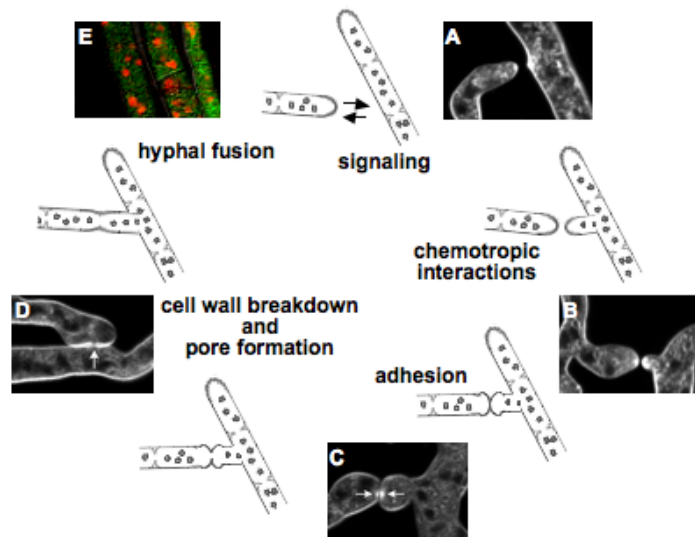 E
A
hyphal fusion
signaling
chemotropic
interactions
D
cell wall breakdown
and
pore formation
B
adhesion
C